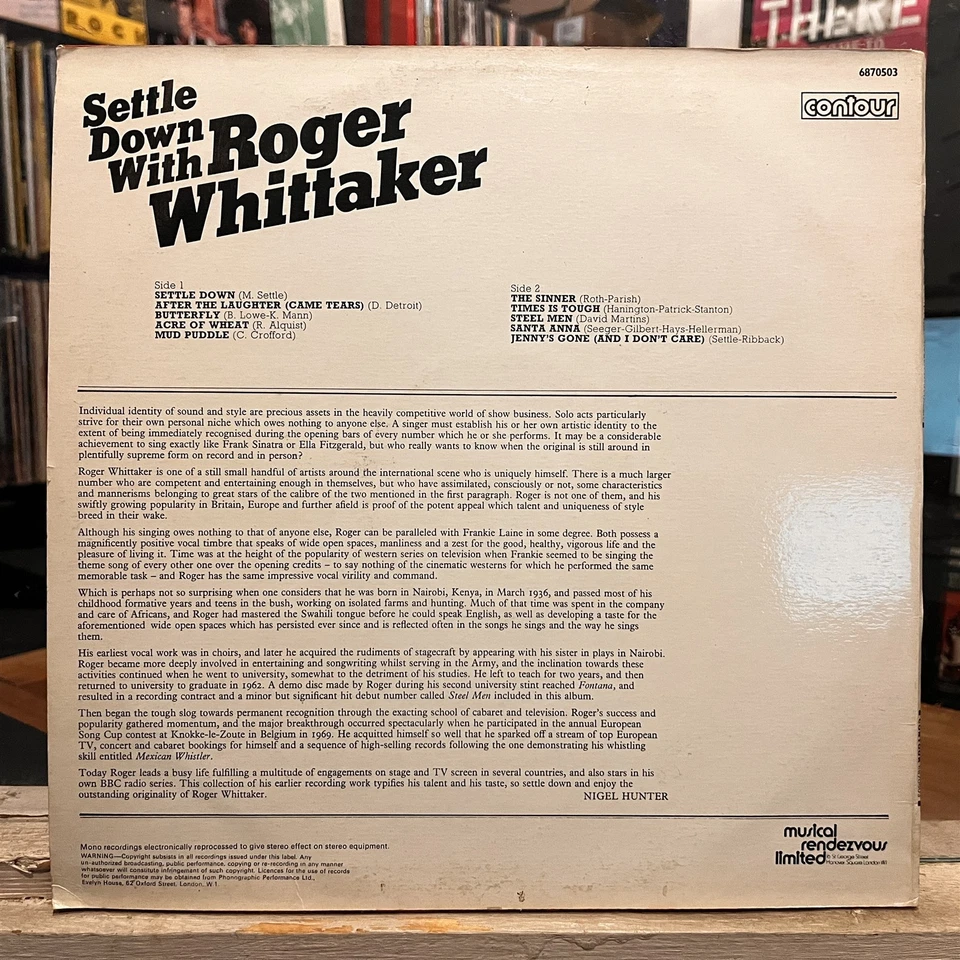 ROCK
THERE
6870503
contour
Settle
Down
With Roger
Whittaker
Side 1
SETTLE DOWN (M. Settle)
AFTER THE LAUGHTER (CAME TEARS) (D. Detroit)
BUTTERFLY (B. Lowe-K. Mann)
ACRE OF WHEAT (R. Alquist)
MUD PUDDLE (C. Crofford)
Side 2
THE SINNER (Roth-Parish)
TIMES IS TOUGH (Hanington-Patrick-Stanton)
STEEL MEN (David Martins)
SANTA ANNA (Seeger-Gilbert-Hays-Hellerman)
JENNY'S GONE (AND I DON'T CARE) (Settle-Ribback)
Individual identity of sound and style are precious assets in the heavily competitive world of show business. Solo acts particularly
strive for their own personal niche which owes nothing to anyone else. A singer must establish his or her own artistic identity to the
extent of being immediately recognised during the opening bars of every number which he or she performs. It may be a considerable
achievement to sing exactly like Frank Sinatra or Ella Fitzgerald, but who really wants to know when the original is still around in
plentifully supreme form on record and in person?
Roger Whittaker is one of a still small handful of artists around the international scene who is uniquely himself. There is a much larger
number who are competent and entertaining enough in themselves, but who have assimilated, consciously or not, some characteristics
and mannerisms belonging to great stars of the calibre of the two mentioned in the first paragraph. Roger is not one of them, and his
swiftly growing popularity in Britain, Europe and further afield is proof of the potent appeal which talent and uniqueness of style
breed in their wake.
Although his singing owes nothing to that of anyone else, Roger can be paralleled with Frankie Laine in some degree. Both possess a
magnificently positive vocal timbre that speaks of wide open spaces, manliness and a zest for the good, healthy, vigorous life and the
pleasure of living it. Time was at the height of the popularity of western series on television when Frankie seemed to be singing the
theme song of every other one over the opening credits – to say nothing of the cinematic westerns for which he performed the same
memorable task – and Roger has the same impressive vocal virility and command.
Which is perhaps not so surprising when one considers that he was born in Nairobi, Kenya, in March 1936, and passed most of his
childhood formative years and teens in the bush, working on isolated farms and hunting. Much of that time was spent in the company
and care of Africans, and Roger had mastered the Swahili tongue before he could speak English, as well as developing a taste for the
aforementioned wide open spaces which has persisted ever since and is reflected often in the songs he sings and the way he sings
them.
His earliest vocal work was in choirs, and later he acquired the rudiments of stagecraft by appearing with his sister in plays in Nairobi.
Roger became more deeply involved in entertaining and songwriting whilst serving in the Army, and the inclination towards these
activities continued when he went to university, somewhat to the detriment of his studies. He left to teach for two years, and then
returned to university to graduate in 1962. A demo disc made by Roger during his second university stint reached Fontana, and
resulted in a recording contract and a minor but significant hit debut number called Steel Men included in this album.
Then began the tough slog towards permanent recognition through the exacting school of cabaret and television. Roger's success and
popularity gathered momentum, and the major breakthrough occurred spectacularly when he participated in the annual European
Song Cup contest at Knokke-le-Zoute in Belgium in 1969. He acquitted himself so well that he sparked off a stream of top European
TV, concert and cabaret bookings for himself and a sequence of high-selling records following the one demonstrating his whistling
skill entitled Mexican Whistler.
Today Roger leads a busy life fulfilling a multitude of engagements on stage and TV screen in several countries, and also stars in his
own BBC radio series. This collection of his earlier recording work typifies his talent and his taste, so settle down and enjoy the
outstanding originality of Roger Whittaker. NIGEL HUNTER
Mono recordings electronically reprocessed to give stereo effect on stereo equipment.
WARNING—Copyright subsists in all recordings issued under this label. Any
un-authorized broadcasting, public performance, copying or re-recording in any manner
whatsoever will constitute infringement of such copyright. Licences for the use of records
for public performance may be obtained from Phonographic Performance Ltd.,
Evelyn House, 62 Oxford Street, London, W 1
musical
rendezvous
limited
St George Street
Hanover Square London W1